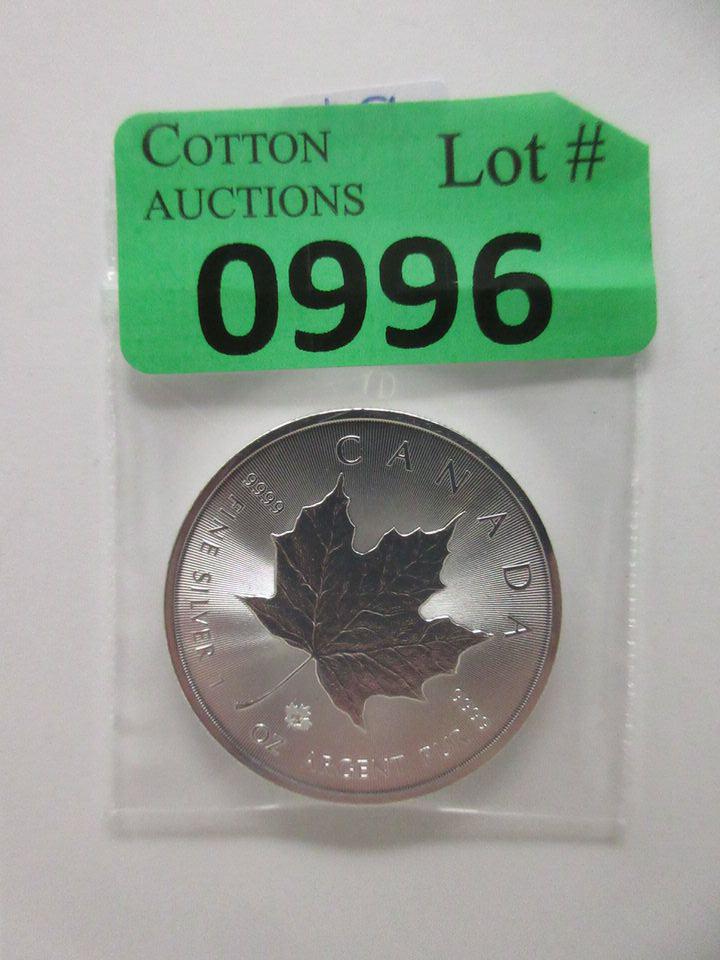 COTTON
AUCTIONS
Lot #
0996
CANADA
9999
FINE SILVER 1 OZ ARGENT PUR
9999